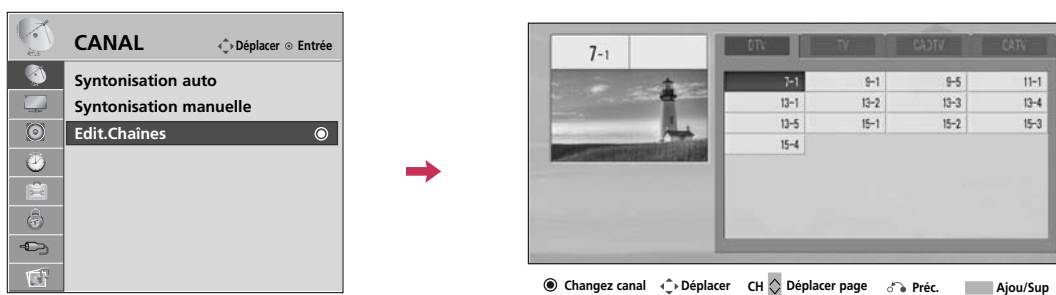 CANAL
Déplacer Entrée
Syntonisation auto
Syntonisation manuelle
Edit.Chaînes
7-1
DTV TV CADTV CATV
7-1 9-1 9-5 11-1
13-1 13-2 13-3 13-4
13-5 15-1 15-2 15-3
15-4
Changez canal Déplacer CH Déplacer page Préc. Ajou/Sup